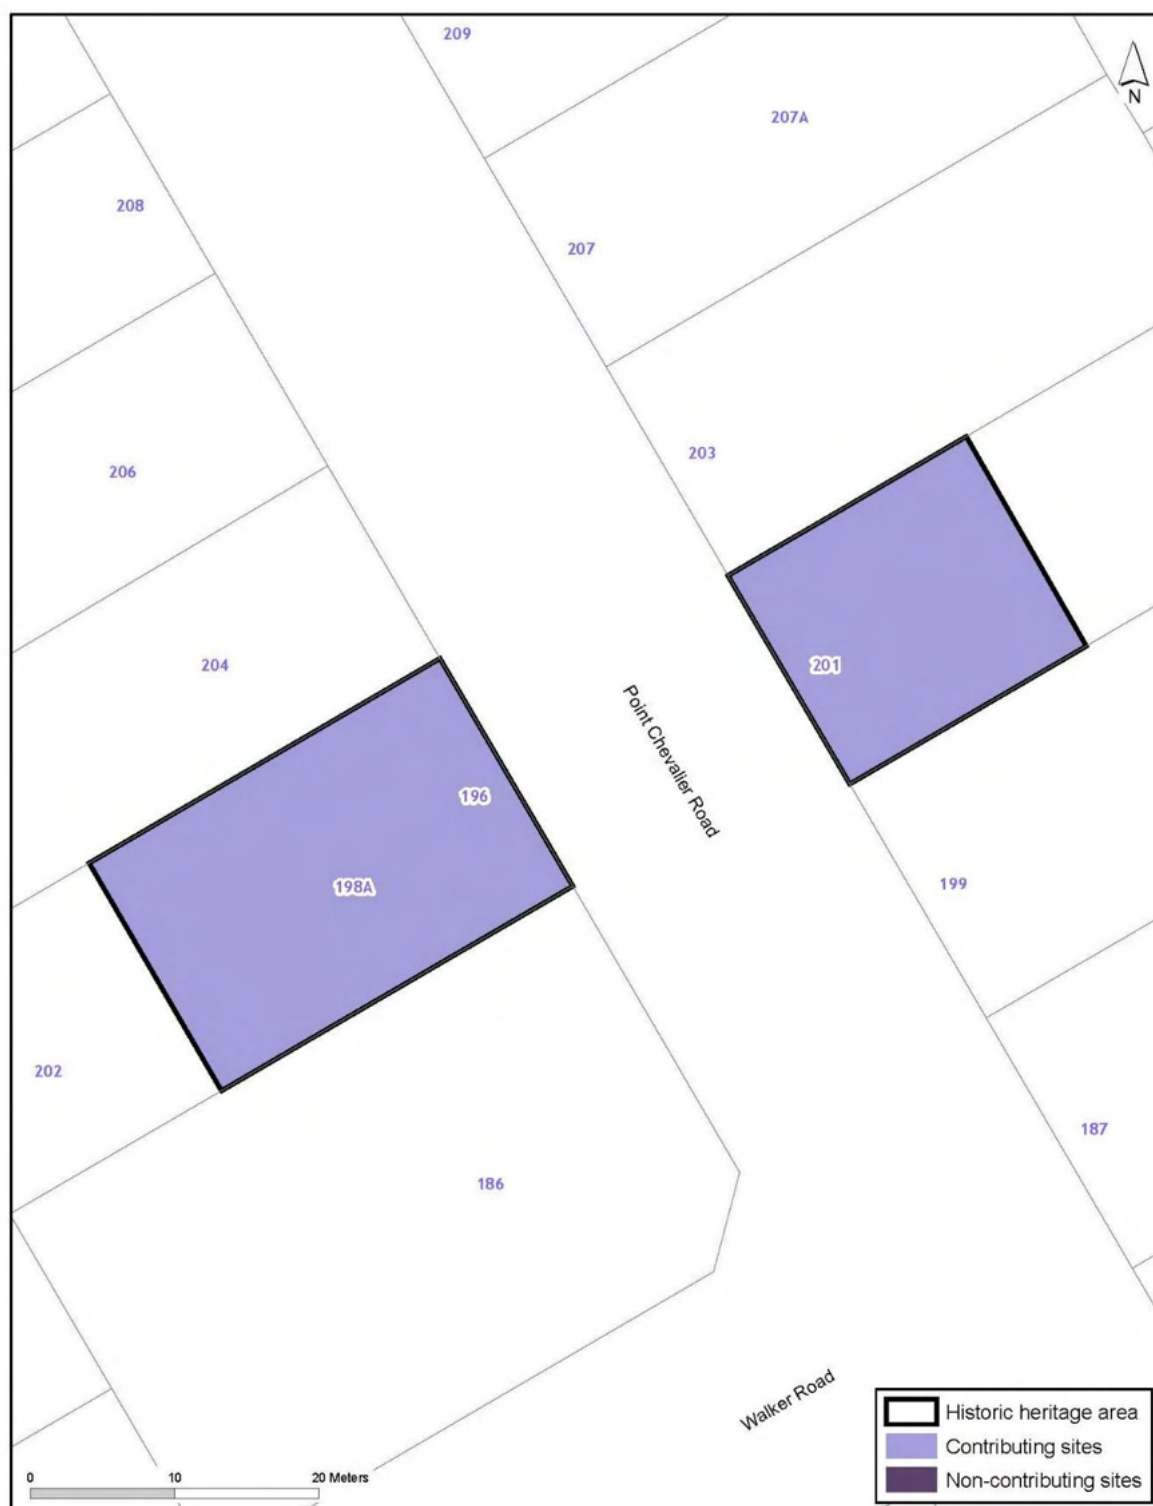 209
N
207A
208
207
203
206
204
201
Point Chevalier Road
196
198A
199
202
187
186
Walker Road
Historic heritage area
Contributing sites
Non-contributing sites
0 10 20 Meters